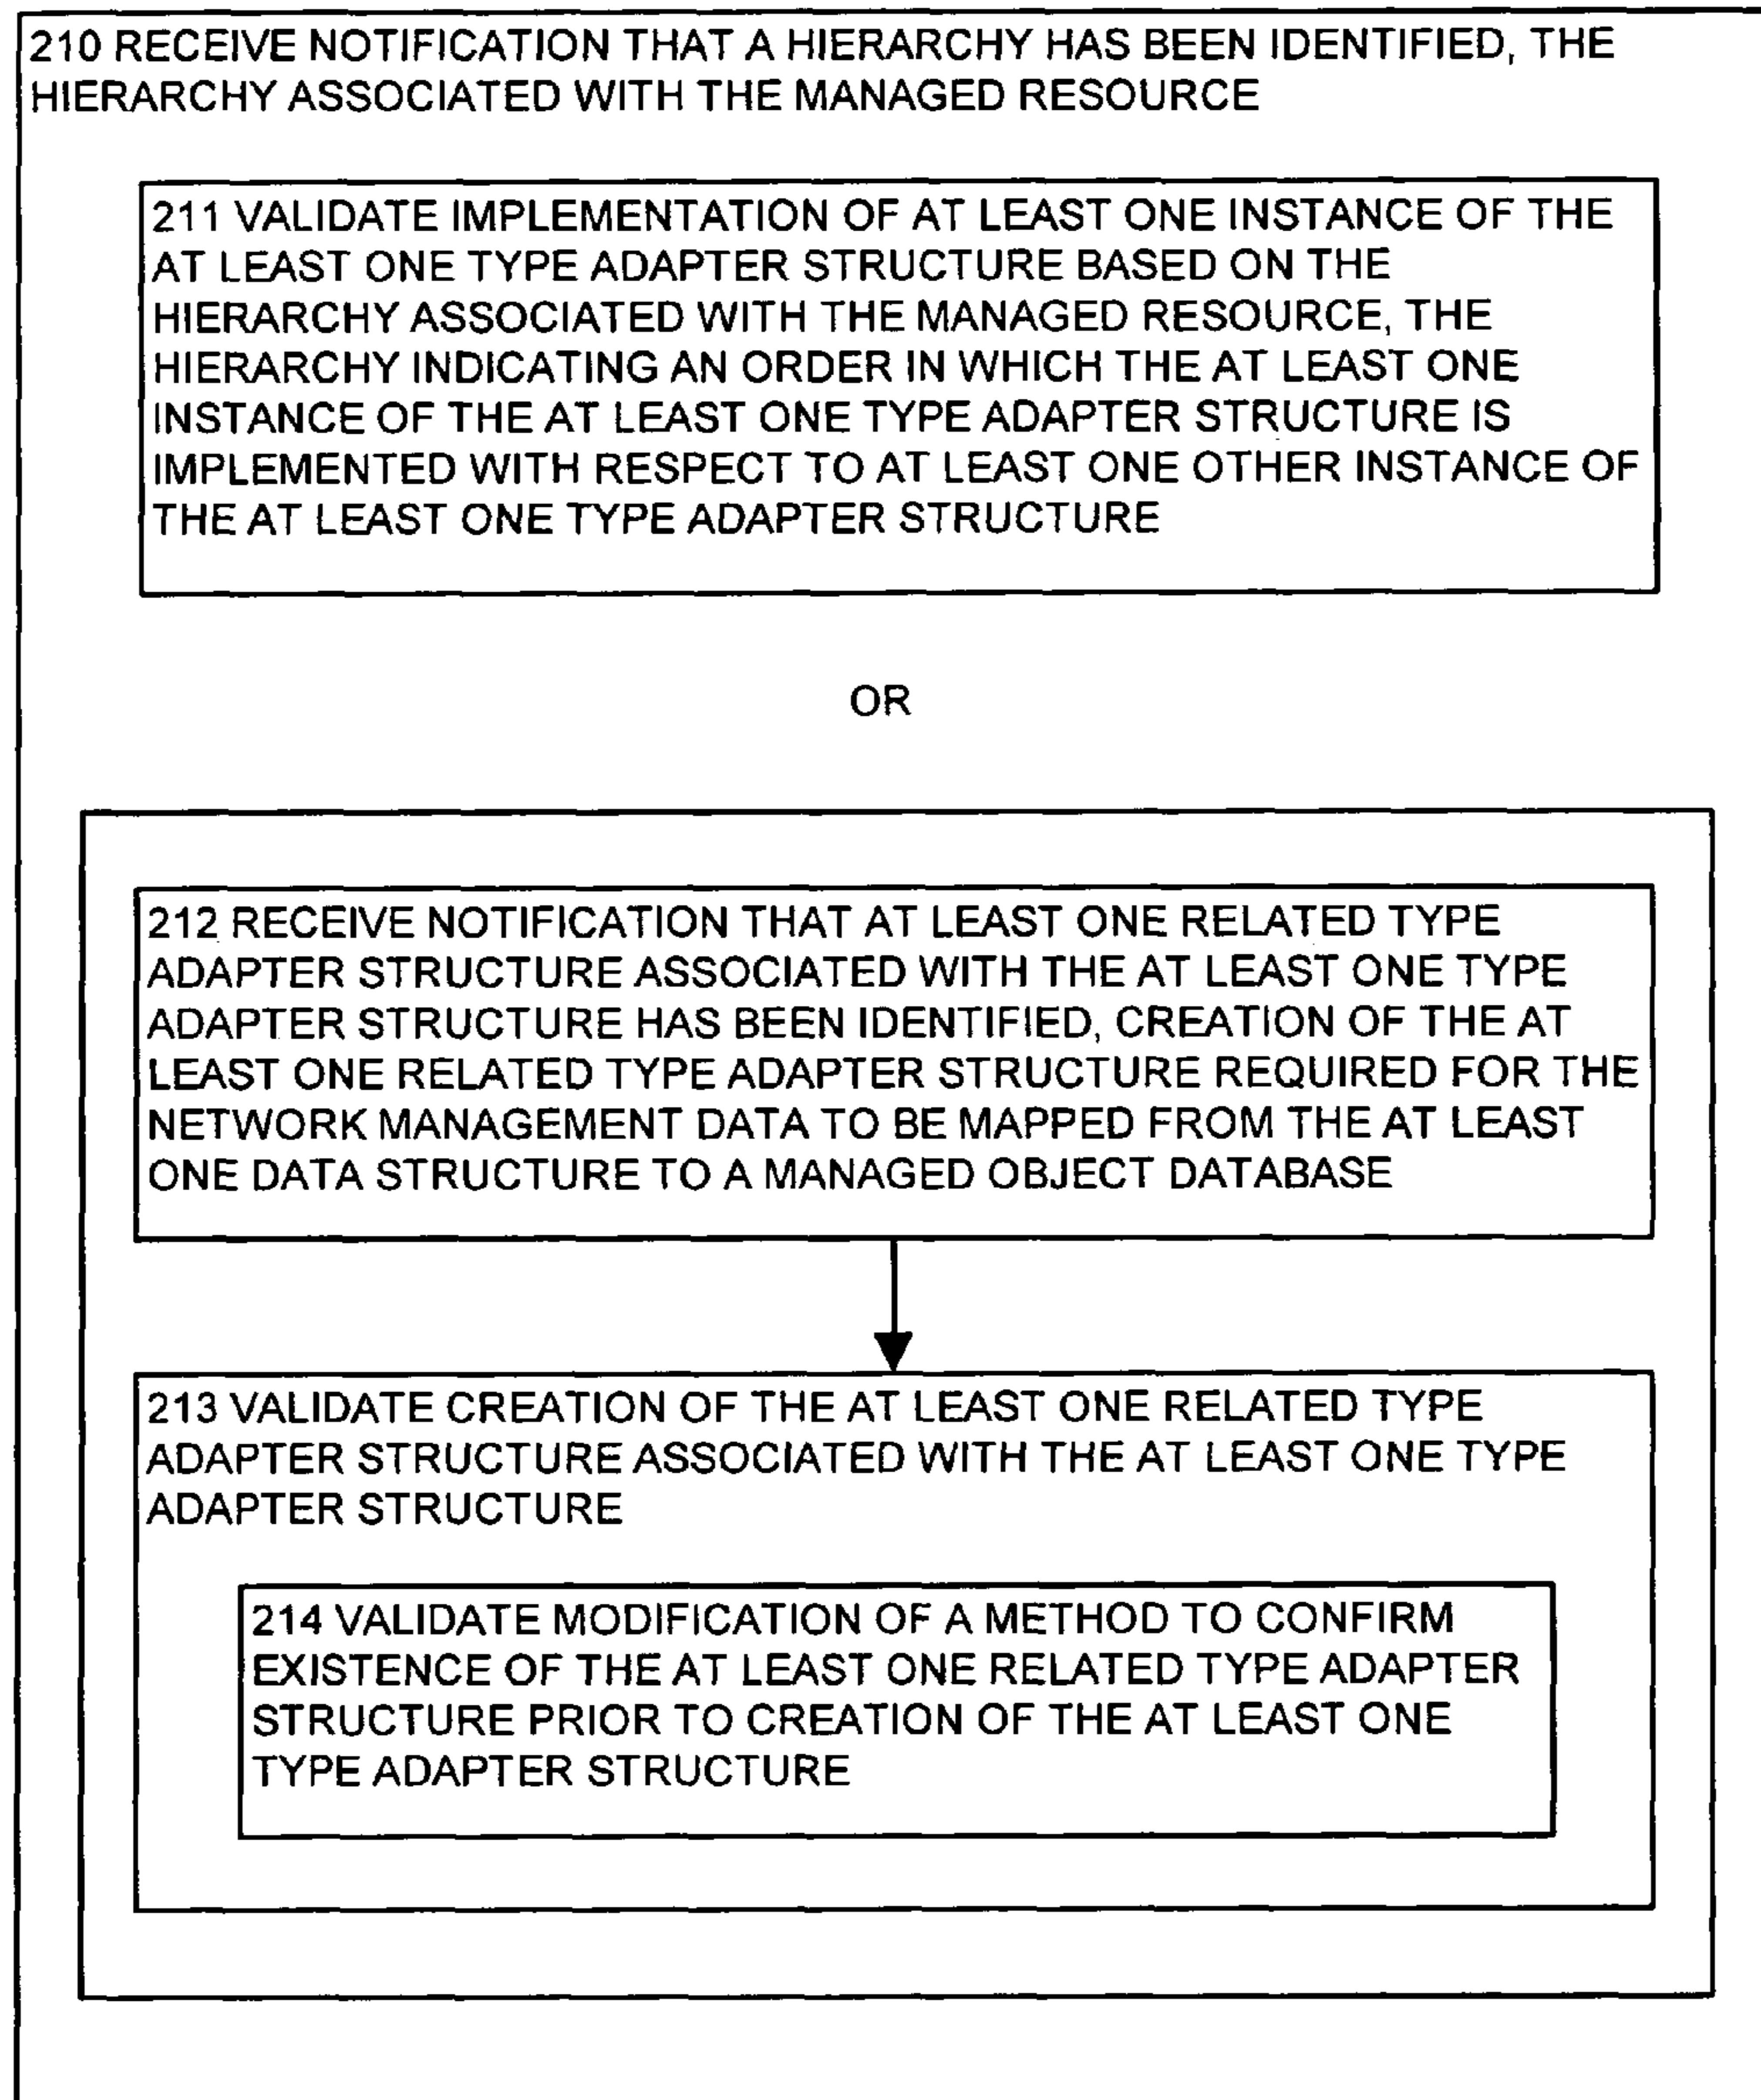 210 RECEIVE NOTIFICATION THAT A HIERARCHY HAS BEEN IDENTIFIED, THE
HIERARCHY ASSOCIATED WITH THE MANAGED RESOURCE
211 VALIDATE IMPLEMENTATION OF AT LEAST ONE INSTANCE OF THE
AT LEAST ONE TYPE ADAPTER STRUCTURE BASED ON THE
HIERARCHY ASSOCIATED WITH THE MANAGED RESOURCE, THE
HIERARCHY INDICATING AN ORDER IN WHICH THE AT LEAST ONE
INSTANCE OF THE AT LEAST ONE TYPE ADAPTER STRUCTURE IS
IMPLEMENTED WITH RESPECT TO AT LEAST ONE OTHER INSTANCE OF
THE AT LEAST ONE TYPE ADAPTER STRUCTURE
OR
212 RECEIVE NOTIFICATION THAT AT LEAST ONE RELATED TYPE
ADAPTER STRUCTURE ASSOCIATED WITH THE AT LEAST ONE TYPE
ADAPTER STRUCTURE HAS BEEN IDENTIFIED, CREATION OF THE AT
LEAST ONE RELATED TYPE ADAPTER STRUCTURE REQUIRED FOR THE
NETWORK MANAGEMENT DATA TO BE MAPPED FROM THE AT LEAST
ONE DATA STRUCTURE TO A MANAGED OBJECT DATABASE
213 VALIDATE CREATION OF THE AT LEAST ONE RELATED TYPE
ADAPTER STRUCTURE ASSOCIATED WITH THE AT LEAST ONE TYPE
ADAPTER STRUCTURE
214 VALIDATE MODIFICATION OF A METHOD TO CONFIRM
EXISTENCE OF THE AT LEAST ONE RELATED TYPE ADAPTER
STRUCTURE PRIOR TO CREATION OF THE AT LEAST ONE
TYPE ADAPTER STRUCTURE